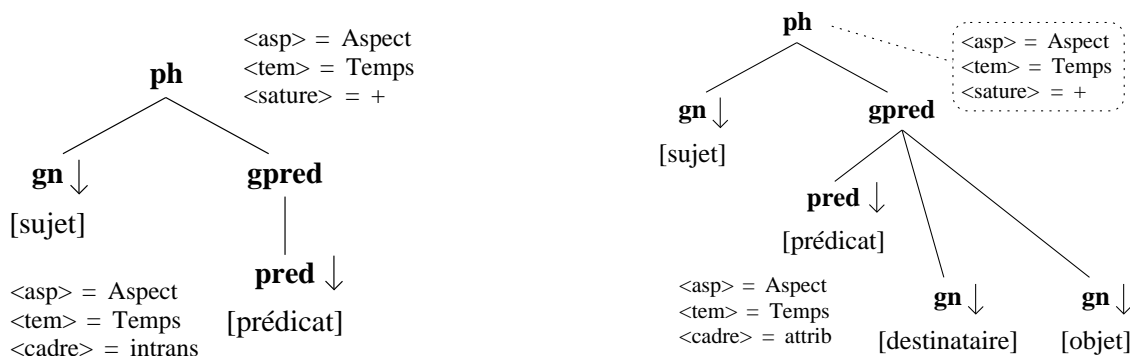 <asp> = Aspect
<tem> = Temps
<sature> = +
ph
gn ↓
gpred
[sujet]
pred ↓
[prédicat]
<asp> = Aspect
<tem> = Temps
<cadre> = intrans
ph
<asp> = Aspect
<tem> = Temps
<sature> = +
gn ↓
gpred
[sujet]
pred ↓
[prédicat]
<asp> = Aspect
<tem> = Temps
<cadre> = attrib
gn ↓
gn ↓
[destinataire]
[objet]